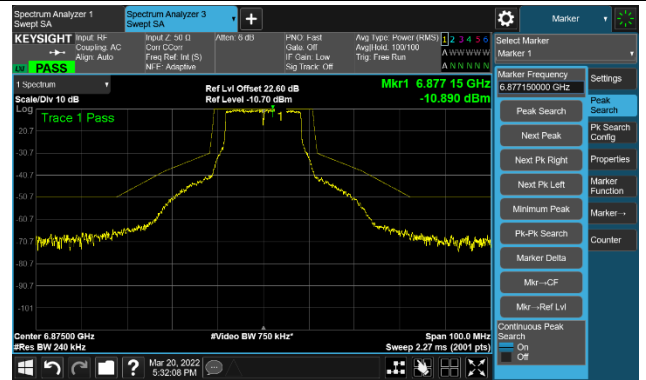 Spectrum Analyzer 1
Swept SA
Spectrum Analyzer 3
Swept SA
Marker
KEYSIGHT
Input: RF
Coupling: AC
Align: Auto
Input Z: 50 Ω
Corr CCorr
Freq Ref: Int (S)
NFE: Adaptive
Atten: 6 dB
PNO: Fast
Gate: Off
IF Gain: Low
Sig Track: Off
Avg Type: Power (RMS)
Avg|Hold: 100/100
Trig: Free Run
1 2 3 4 5 6
A W W W W W
A N N N N N
LVI PASS
1 Spectrum
Scale/Div 10 dB
Ref Lvl Offset 22.60 dB
Ref Level -10.70 dBm
Mkr1 6.877 15 GHz
-10.890 dBm
Log
Trace 1 Pass
1
-20.7
-30.7
-40.7
-50.7
-60.7
-70.7
-80.7
-90.7
-101
Center 6.87500 GHz
#Res BW 240 kHz
#Video BW 750 kHz*
Span 100.0 MHz
Sweep 2.27 ms (2001 pts)
Select Marker
Marker 1
Marker Frequency
6.877150000 GHz
Peak Search
Next Peak
Next Pk Right
Next Pk Left
Minimum Peak
Pk-Pk Search
Marker Delta
Mkr→CF
Mkr→Ref Lvl
Continuous Peak
Search
On
Off
Settings
Peak
Search
Pk Search
Config
Properties
Marker
Function
Marker→
Counter
Mar 20, 2022
5:32:08 PM